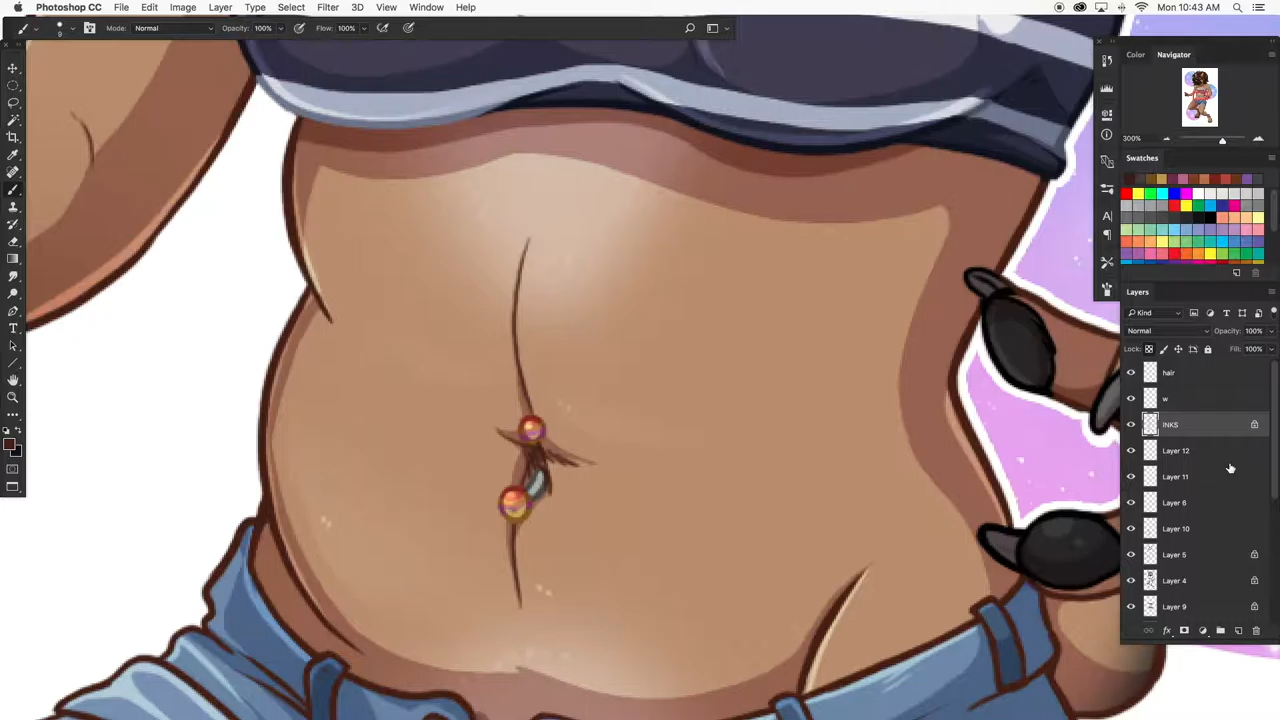 Photoshop CC File Edit Image Layer Type Select Filter 3D View Window Help Mon 10:43 AM
9 Mode: Normal Opacity: 100% Flow: 100%
Color Navigator
300%
Swatches
Layers
Kind
Normal Opacity: 100%
Lock: Fill: 100%
hair
w
INKS
Layer 12
Layer 11
Layer 6
Layer 10
Layer 5
Layer 4
Layer 9